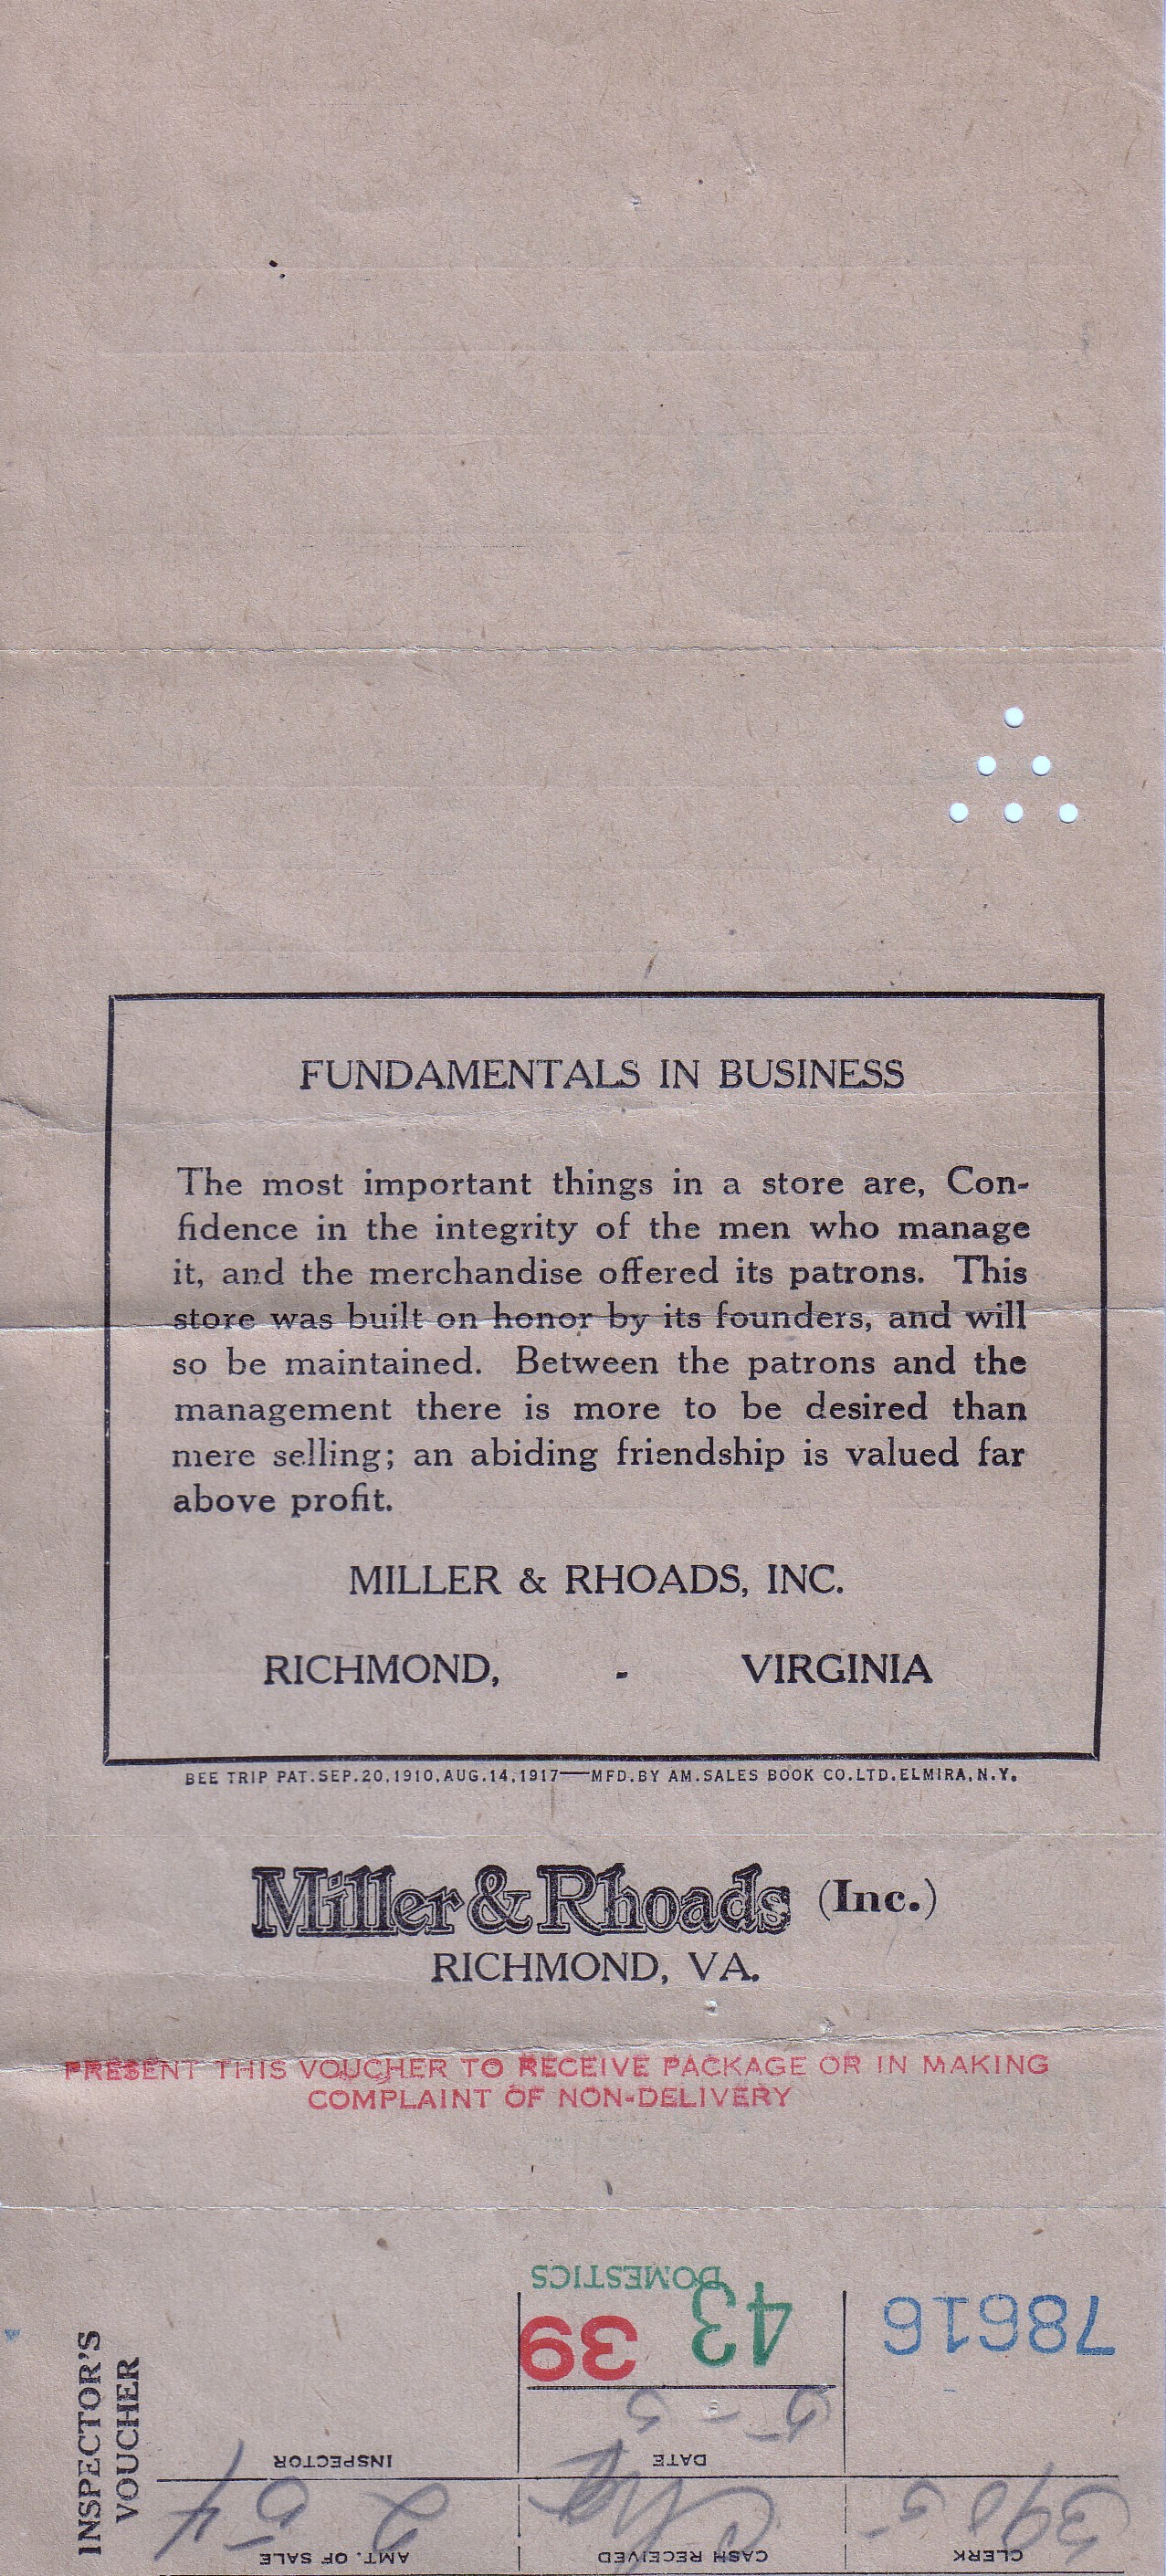 FUNDAMENTALS IN BUSINESS
The most important things in a store are, Con-
fidence in the integrity of the men who manage
it, and the merchandise offered its patrons. This
store was built on honor by its founders, and will
so be maintained. Between the patrons and the
management there is more to be desired than
mere selling; an abiding friendship is valued far
above profit.
MILLER & RHOADS, INC.
RICHMOND, - VIRGINIA
BEE TRIP PAT.SEP.20,1910,AUG.14,1917—MFD.BY AM.SALES BOOK CO.LTD.ELMIRA,N.Y.
Miller & Rhoads (Inc.)
RICHMOND, VA.
PRESENT THIS VOUCHER TO RECEIVE PACKAGE OR IN MAKING
COMPLAINT OF NON-DELIVERY
INSPECTOR'S
VOUCHER
CLERK CASH RECEIVED AMT. OF SALE
DATE INSPECTOR
78616 43 39
DOMESTICS